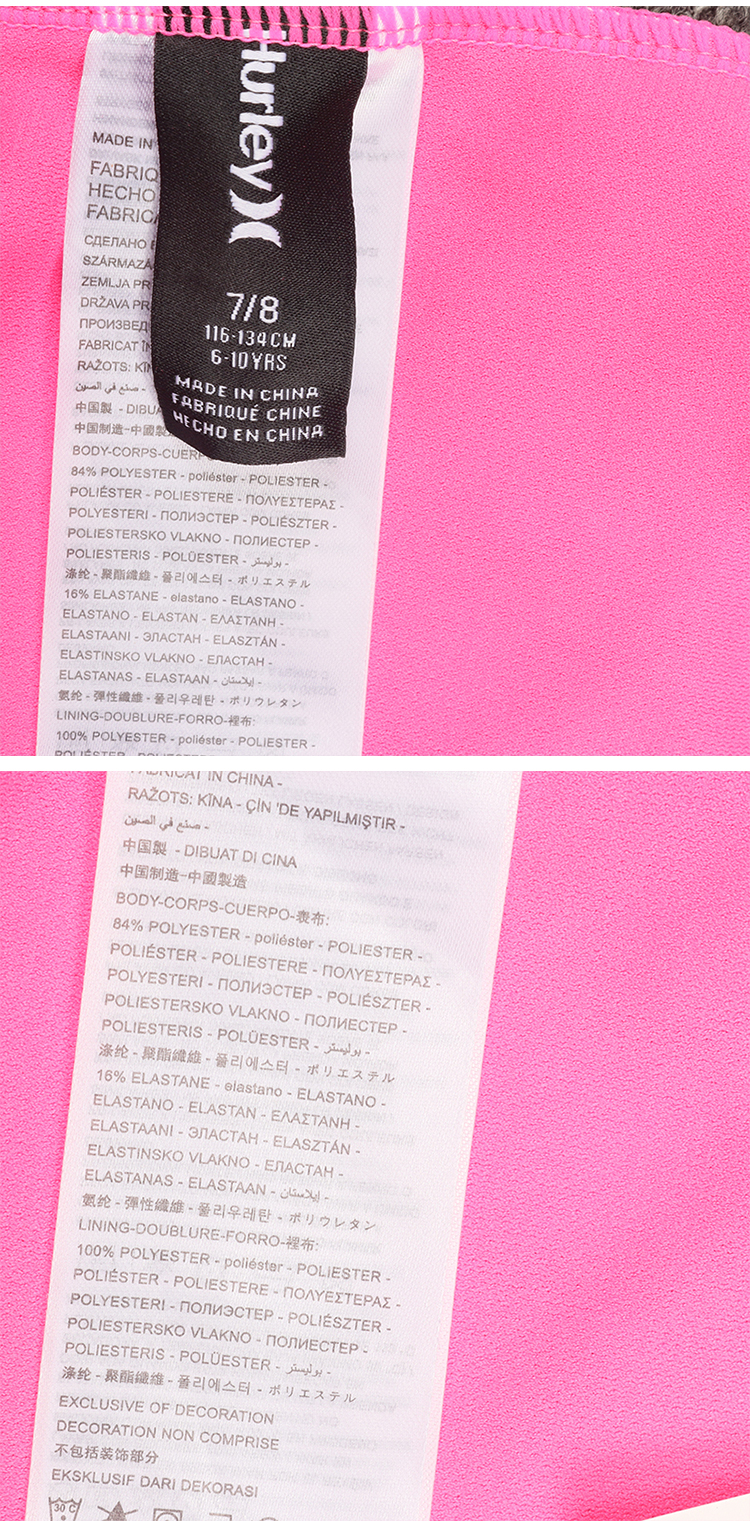 Hurley
7/8
116-134CM
6-10YRS
MADE IN CHINA
FABRIQUÉ CHINE
HECHO EN CHINA
MADE IN
FABRIQ
HECHO
FABRIC
СДЕЛАНО
SZÁRMAZÁ
ZEMLJA PR
DRŽAVA PR
ПРОИЗВЕД
FABRICAT ÎN
RAŽOTS: ĶĪN
صنع في الصين -
中国製 - DIBUA
中国制造-中國製造
BODY-CORPS-CUERP
84% POLYESTER - poliéster - POLIESTER -
POLIÉSTER - POLIESTERE - ΠΟΛΥΕΣΤΕΡΑΣ -
POLYESTERI - ПОЛИЭСТЕР - POLIÉSZTER -
POLIESTERSKO VLAKNO - ПОЛИЕСТЕР -
POLIESTERIS - POLÜESTER - بوليستر -
涤纶 - 聚酯纖維 - 폴리에스터 - ポリエステル
16% ELASTANE - elastano - ELASTANO -
ELASTANO - ELASTAN - ΕΛΑΣΤΑΝΗ -
ELASTAANI - ЭЛАСТАН - ELASZTÁN -
ELASTINSKO VLAKNO - ЕЛАСТАН -
ELASTANAS - ELASTAAN - إيلاستان -
氨纶 - 彈性纖維 - 폴리우레탄 - ポリウレタン
LINING-DOUBLURE-FORRO-裡布:
100% POLYESTER - poliéster - POLIESTER -
FABRICAT IN CHINA -
RAŽOTS: ĶĪNA - ÇİN 'DE YAPILMIŞTIR -
صنع في الصين -
中国製 - DIBUAT DI CINA
中国制造-中國製造
BODY-CORPS-CUERPO-表布:
84% POLYESTER - poliéster - POLIESTER -
POLIÉSTER - POLIESTERE - ΠΟΛΥΕΣΤΕΡΑΣ -
POLYESTERI - ПОЛИЭСТЕР - POLIÉSZTER -
POLIESTERSKO VLAKNO - ПОЛИЕСТЕР -
POLIESTERIS - POLÜESTER - بوليستر -
涤纶 - 聚酯纖維 - 폴리에스터 - ポリエステル
16% ELASTANE - elastano - ELASTANO -
ELASTANO - ELASTAN - ΕΛΑΣΤΑΝΗ -
ELASTAANI - ЭЛАСТАН - ELASZTÁN -
ELASTINSKO VLAKNO - ЕЛАСТАН -
ELASTANAS - ELASTAAN - إيلاستان -
氨纶 - 彈性纖維 - 폴리우레탄 - ポリウレタン
LINING-DOUBLURE-FORRO-裡布:
100% POLYESTER - poliéster - POLIESTER -
POLIÉSTER - POLIESTERE - ΠΟΛΥΕΣΤΕΡΑΣ -
POLYESTERI - ПОЛИЭСТЕР - POLIÉSZTER -
POLIESTERSKO VLAKNO - ПОЛИЕСТЕР -
POLIESTERIS - POLÜESTER - بوليستر -
涤纶 - 聚酯纖維 - 폴리에스터 - ポリエステル
EXCLUSIVE OF DECORATION
DECORATION NON COMPRISE
不包括装饰部分
EKSKLUSIF DARI DEKORASI
30 C